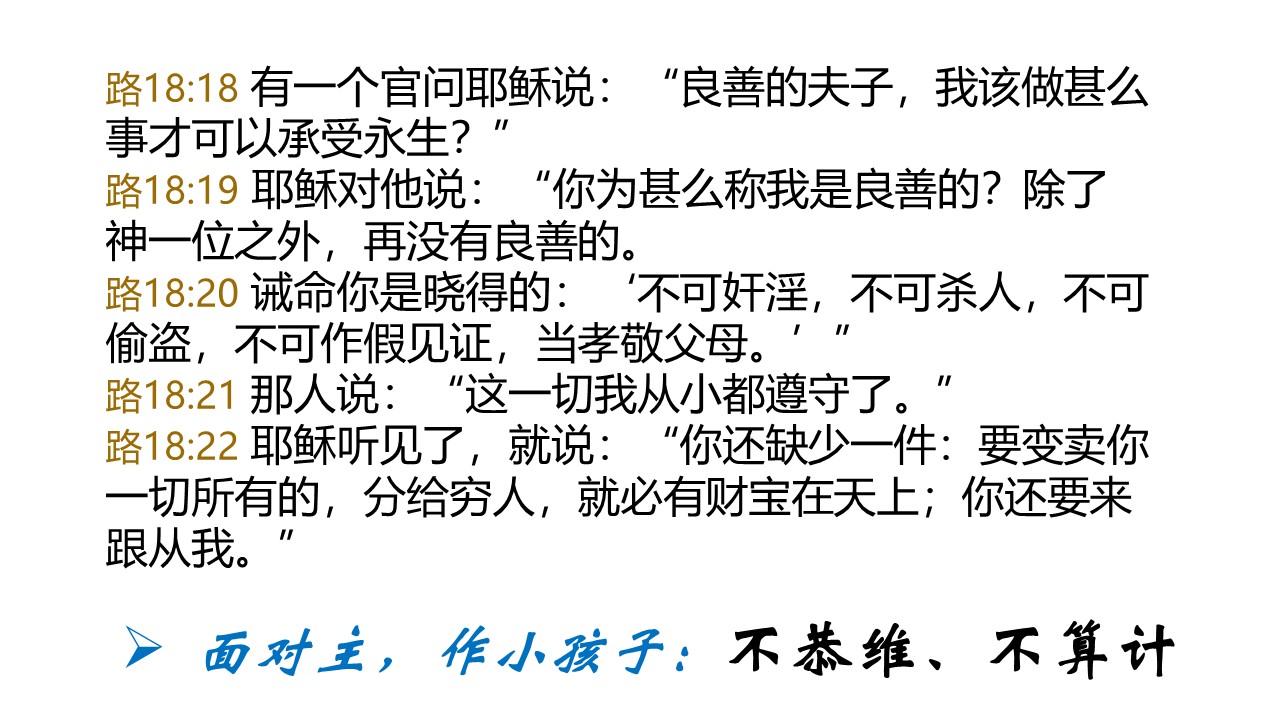 路18:18 有一个官问耶稣说：“良善的夫子，我该做甚么
事才可以承受永生？”
路18:19 耶稣对他说：“你为甚么称我是良善的？除了
神一位之外，再没有良善的。
路18:20 诫命你是晓得的：‘不可奸淫，不可杀人，不可
偷盗，不可作假见证，当孝敬父母。’”
路18:21 那人说：“这一切我从小都遵守了。”
路18:22 耶稣听见了，就说：“你还缺少一件：要变卖你
一切所有的，分给穷人，就必有财宝在天上；你还要来
跟从我。”
➢ 面对主，作小孩子：不恭维、不算计